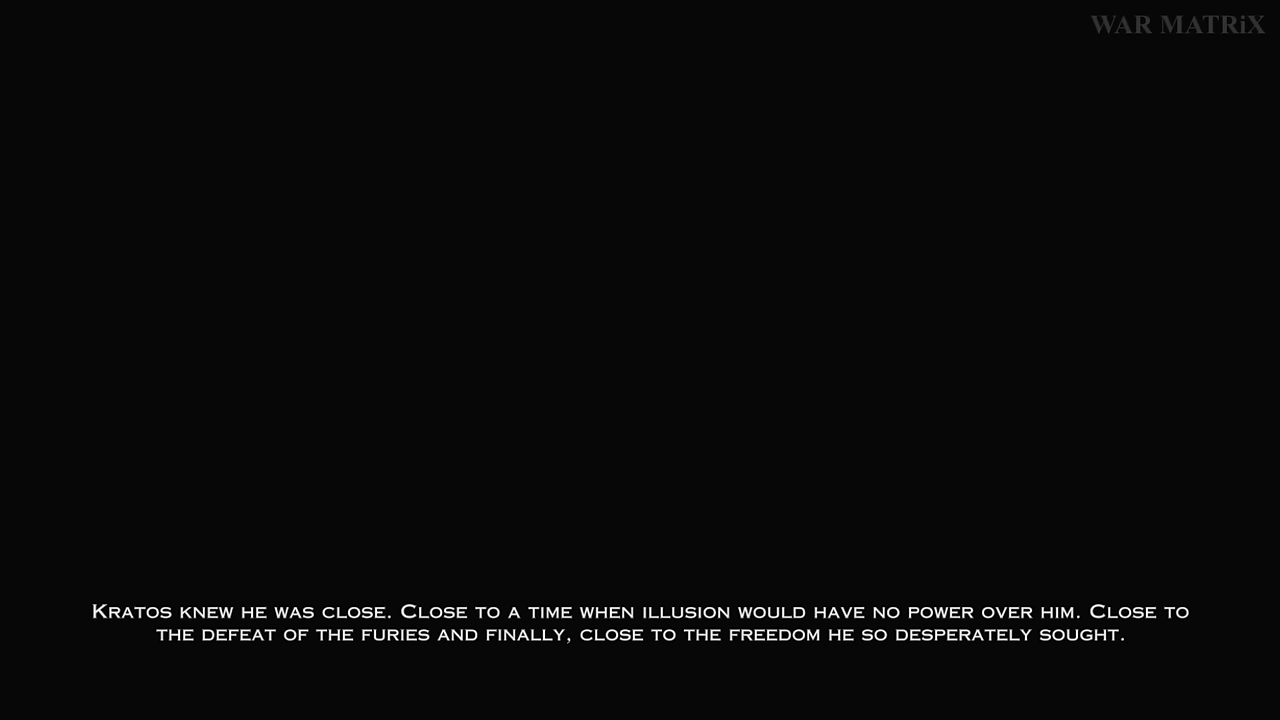 WAR MATRiX
Kratos knew he was close. Close to a time when illusion would have no power over him. Close to
the defeat of the furies and finally, close to the freedom he so desperately sought.